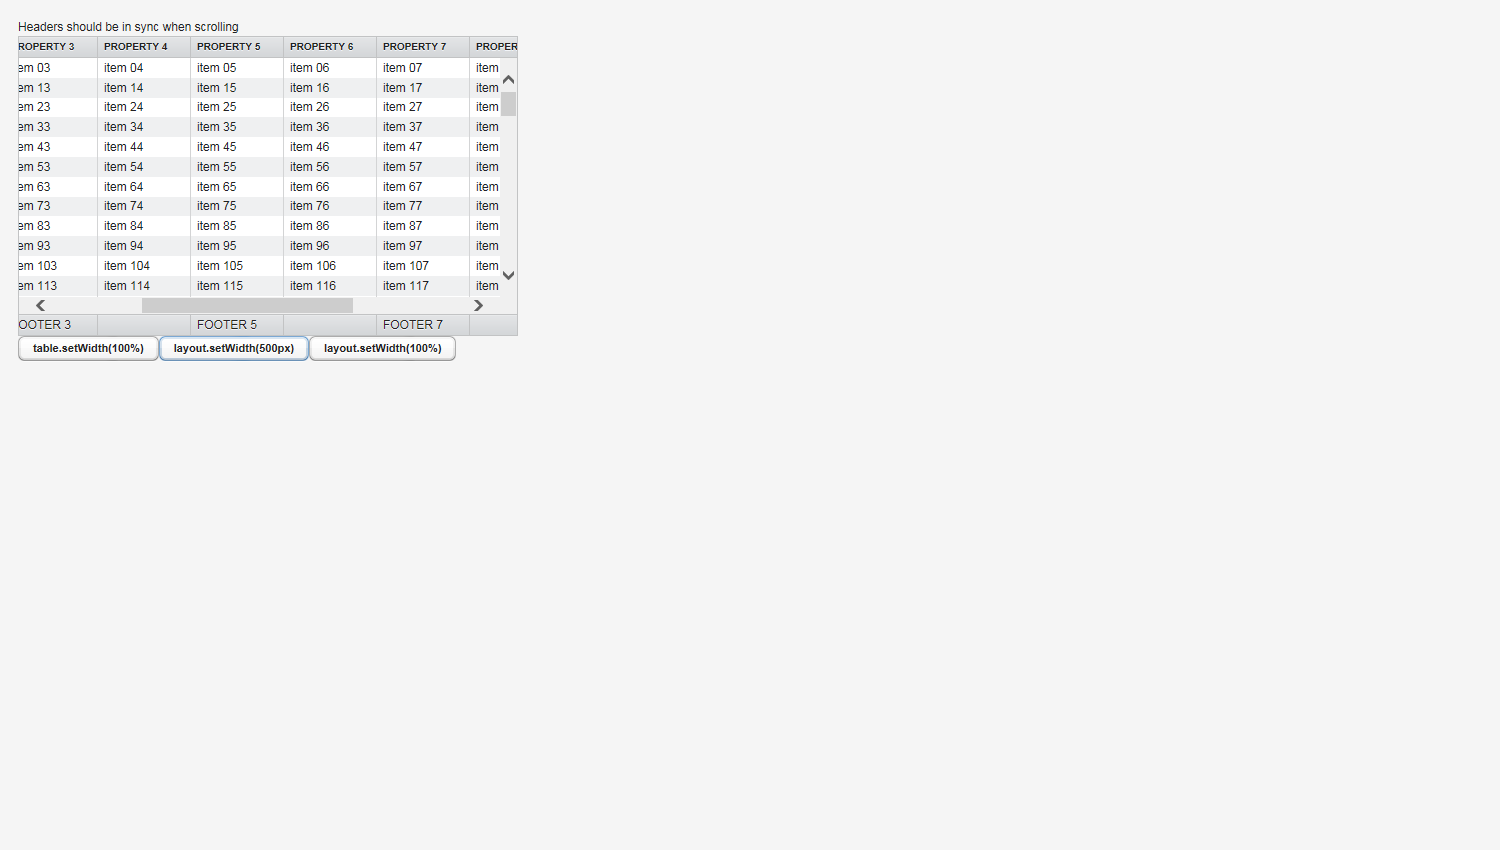 Headers should be in sync when scrolling
ROPERTY 3 PROPERTY 4 PROPERTY 5 PROPERTY 6 PROPERTY 7 PROPER
em 03 item 04 item 05 item 06 item 07 item
em 13 item 14 item 15 item 16 item 17 item
em 23 item 24 item 25 item 26 item 27 item
em 33 item 34 item 35 item 36 item 37 item
em 43 item 44 item 45 item 46 item 47 item
em 53 item 54 item 55 item 56 item 57 item
em 63 item 64 item 65 item 66 item 67 item
em 73 item 74 item 75 item 76 item 77 item
em 83 item 84 item 85 item 86 item 87 item
em 93 item 94 item 95 item 96 item 97 item
em 103 item 104 item 105 item 106 item 107 item
em 113 item 114 item 115 item 116 item 117 item
OOTER 3 FOOTER 5 FOOTER 7
table.setWidth(100%) layout.setWidth(500px) layout.setWidth(100%)